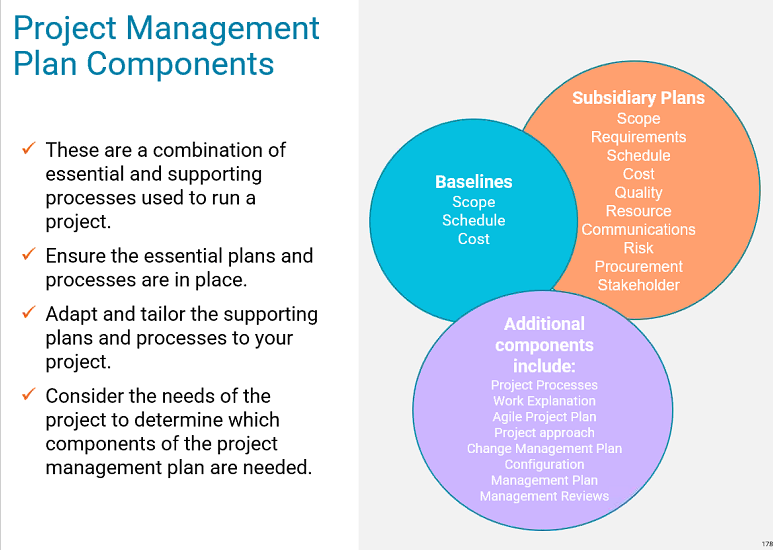 Project Management
Plan Components
✓ These are a combination of
essential and supporting
processes used to run a
project.
✓ Ensure the essential plans and
processes are in place.
✓ Adapt and tailor the supporting
plans and processes to your
project.
✓ Consider the needs of the
project to determine which
components of the project
management plan are needed.
Baselines
Scope
Schedule
Cost
Subsidiary Plans
Scope
Requirements
Schedule
Cost
Quality
Resource
Communications
Risk
Procurement
Stakeholder
Additional
components
include:
Project Processes
Work Explanation
Agile Project Plan
Project approach
Change Management Plan
Configuration
Management Plan
Management Reviews
178